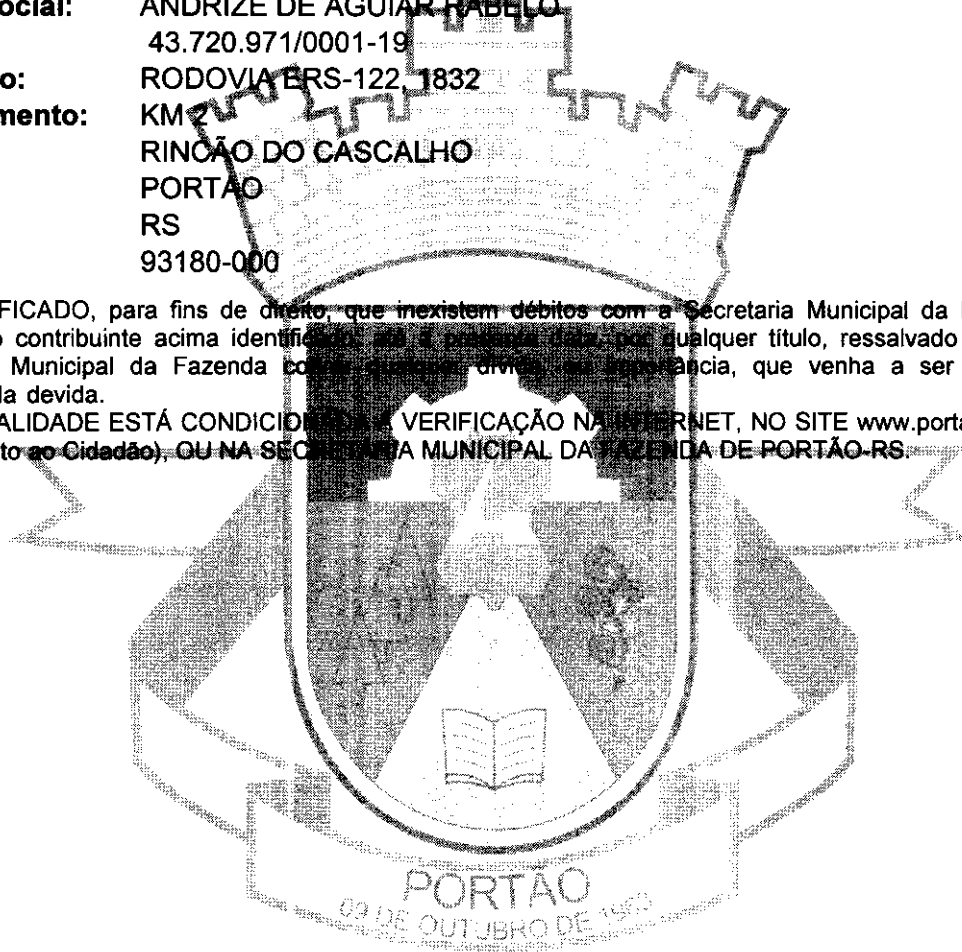 ocial: ANDRIZE DE AGUIAR RABELO
43.720.971/0001-19
o: RODOVIA ERS-122, 1832
mento: KM 2
RINCÃO DO CASCALHO
PORTÃO
RS
93180-000
FICADO, para fins de direito, que inexistem débitos com a Secretaria Municipal da
o contribuinte acima identificado, até a presente data, por qualquer título, ressalvado
Municipal da Fazenda cobrar qualquer dívida, ou importância, que venha a ser
la devida.
ALIDADE ESTÁ CONDICIONADA À VERIFICAÇÃO NA INTERNET, NO SITE www.porta
to ao Cidadão), OU NA SECRETARIA MUNICIPAL DA FAZENDA DE PORTÃO-RS.
PORTÃO
09 DE OUTUBRO DE 1963